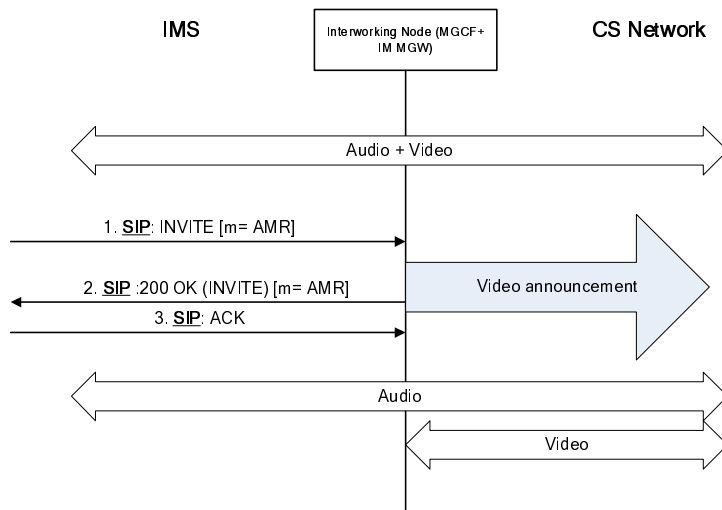 IMS
Interworking Node (MGCF+
IM MGW)
CS Network
Audio + Video
1. SIP: INVITE [m= AMR]
2. SIP :200 OK (INVITE) [m= AMR]
Video announcement
3. SIP: ACK
Audio
Video